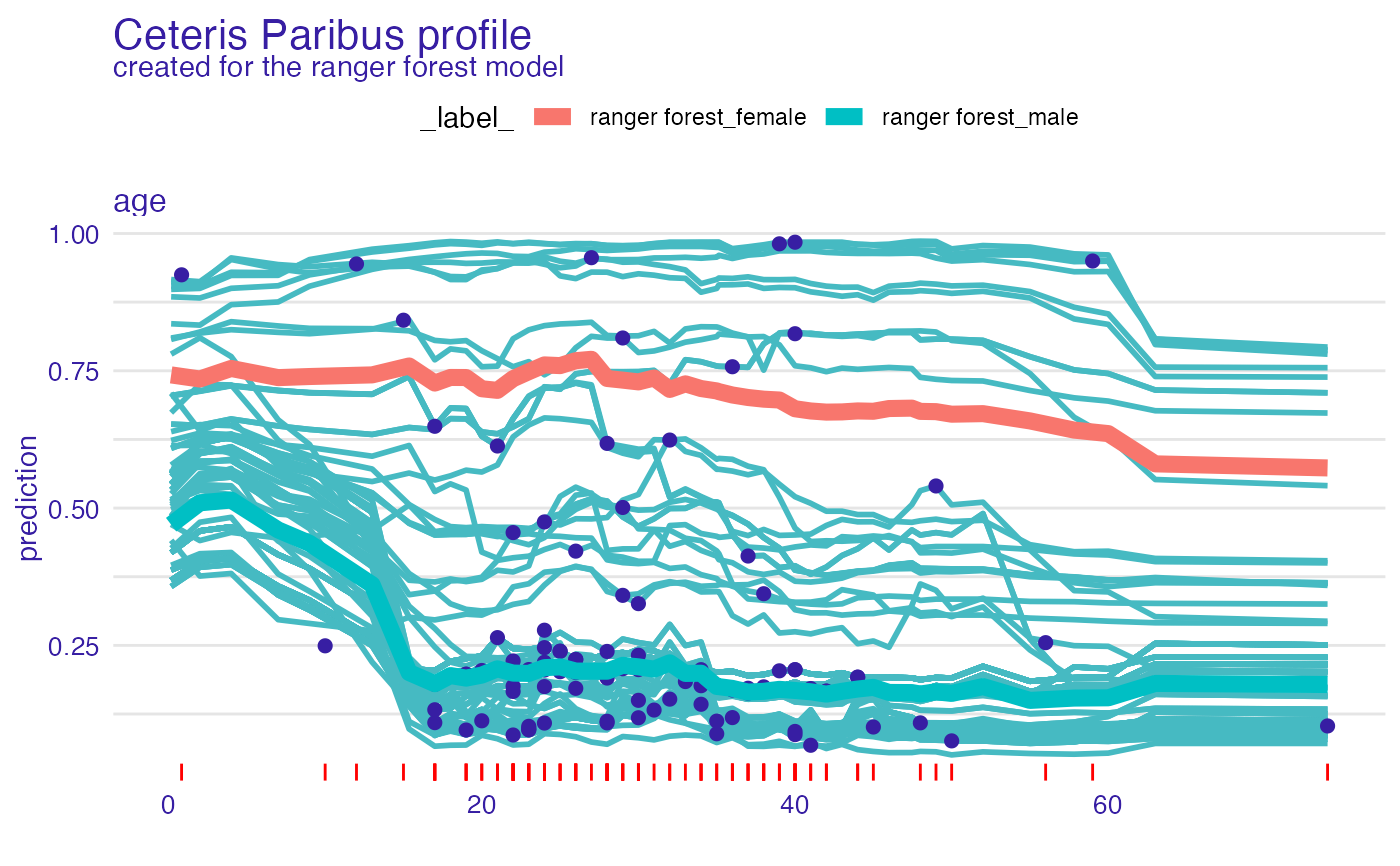 Ceteris Paribus profile
created for the ranger forest model
_label_ ranger forest_female ranger forest_male
age
1.00
0.75
0.50
0.25
prediction
0 20 40 60